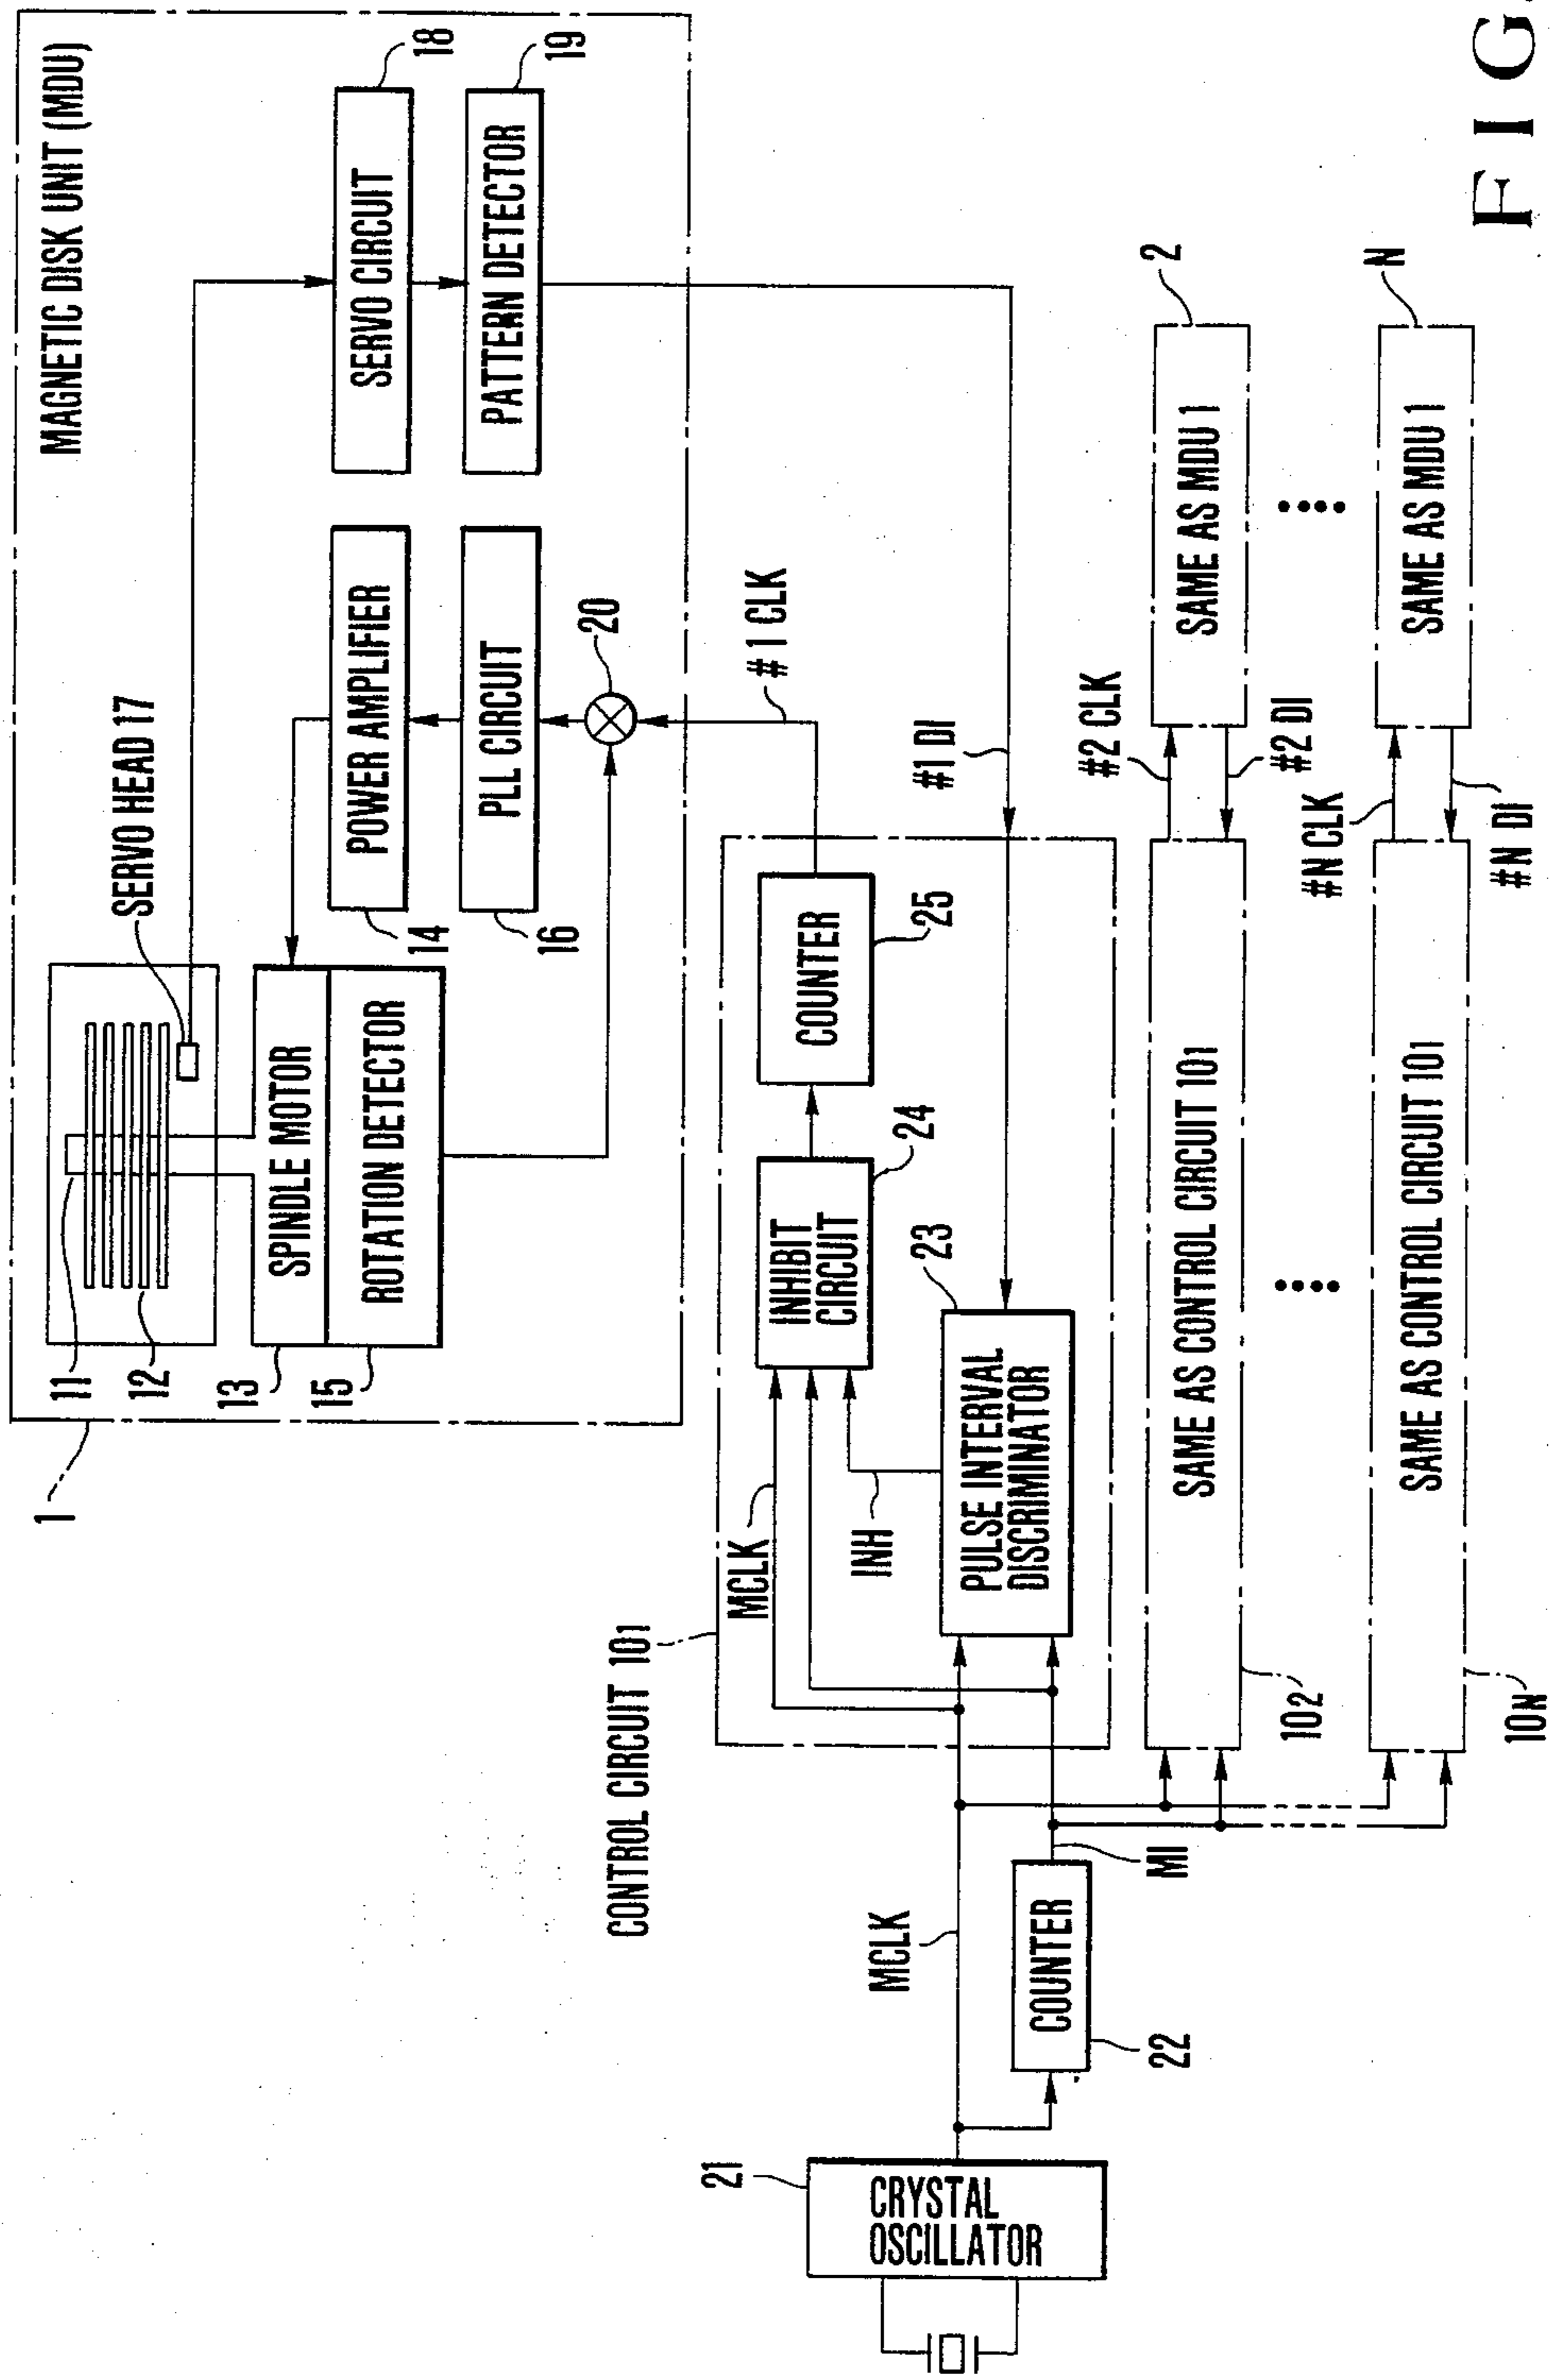 MAGNETIC DISK UNIT (MDU)
1
11
12
SERVO HEAD 17
SPINDLE MOTOR
13
ROTATION DETECTOR
15
POWER AMPLIFIER
14
PLL CIRCUIT
16
20
SERVO CIRCUIT
18
PATTERN DETECTOR
19
#1 CLK
#1 DI
CONTROL CIRCUIT 101
MCLK
INH
INHIBIT
CIRCUIT
24
COUNTER
25
PULSE INTERVAL
DISCRIMINATOR
23
CRYSTAL
OSCILLATOR
21
MCLK
COUNTER
22
MI
SAME AS CONTROL CIRCUIT 101
102
#2 CLK
#2 DI
SAME AS MDU 1
2
SAME AS CONTROL CIRCUIT 101
10N
#N CLK
#N DI
SAME AS MDU 1
N
FIG.